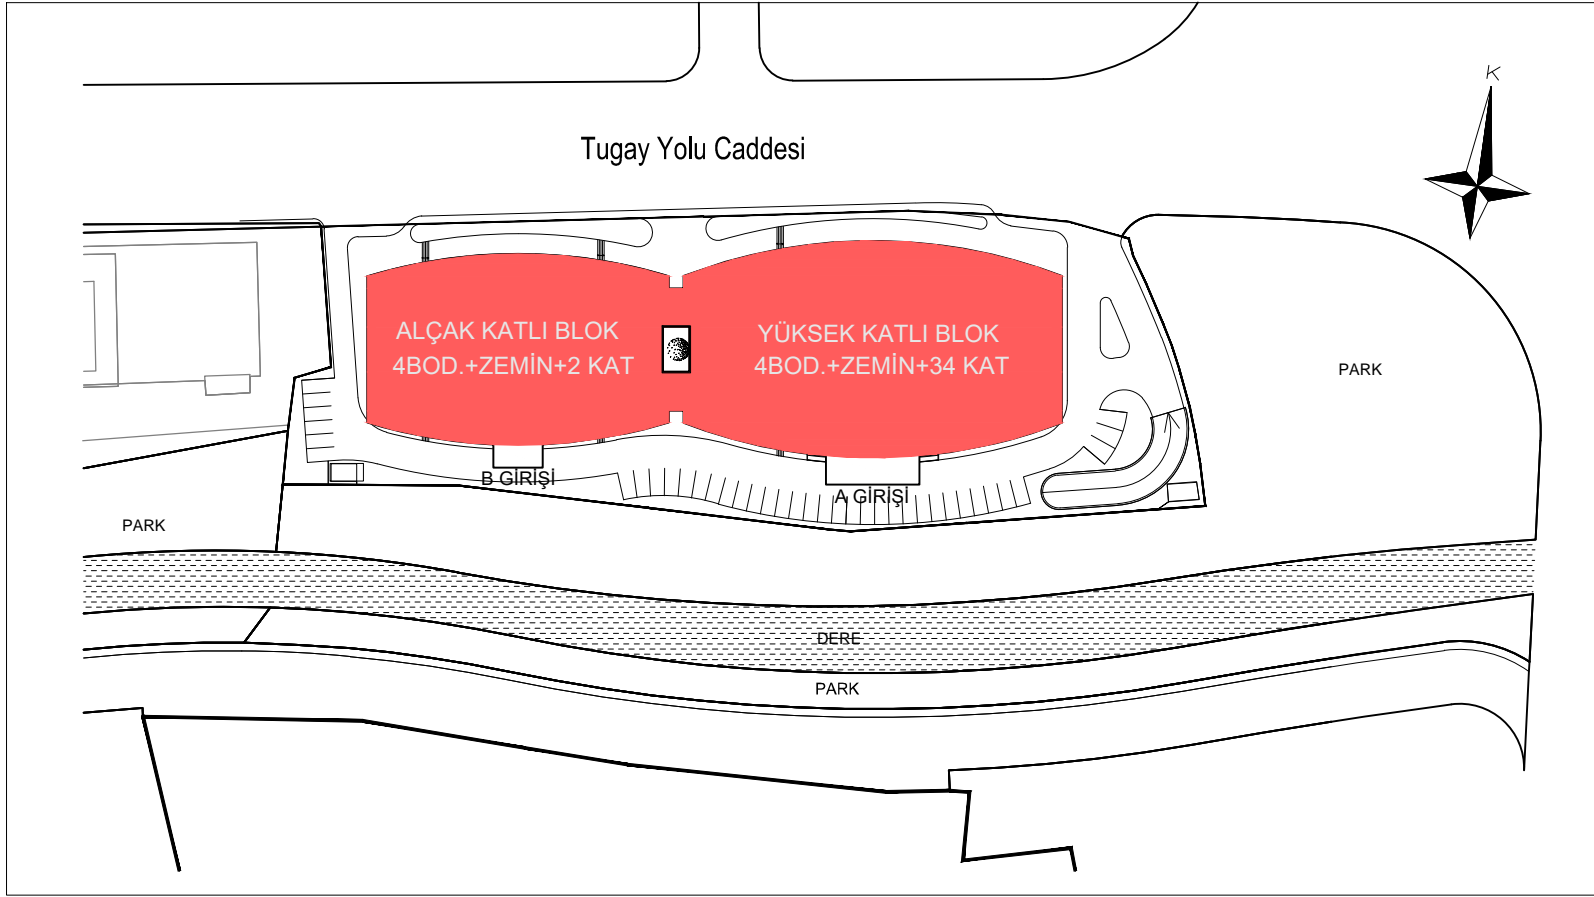 K
Tugay Yolu Caddesi
ALÇAK KATLI BLOK
4BOD.+ZEMİN+2 KAT
YÜKSEK KATLI BLOK
4BOD.+ZEMİN+34 KAT
PARK
B GİRİŞİ
A GİRİŞİ
PARK
DERE
PARK